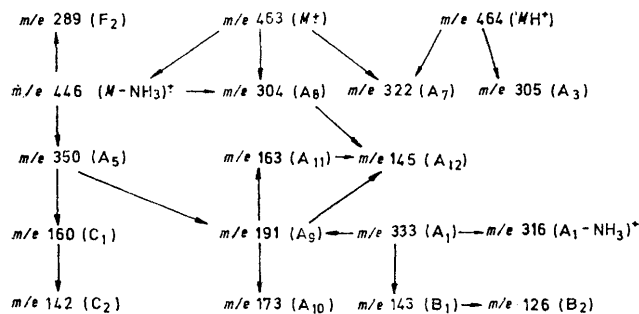 m/e 289 (F₂) m/e 463 (M⁺) m/e 464 (MH⁺)
m/e 446 (M-NH₃)⁺ m/e 304 (A₈) m/e 322 (A₇) m/e 305 (A₃)
m/e 350 (A₅) m/e 163 (A₁₁) m/e 145 (A₁₂)
m/e 160 (C₁) m/e 191 (A₉) m/e 333 (A₁) m/e 316 (A₁-NH₃)⁺
m/e 142 (C₂) m/e 173 (A₁₀) m/e 143 (B₁) m/e 126 (B₂)